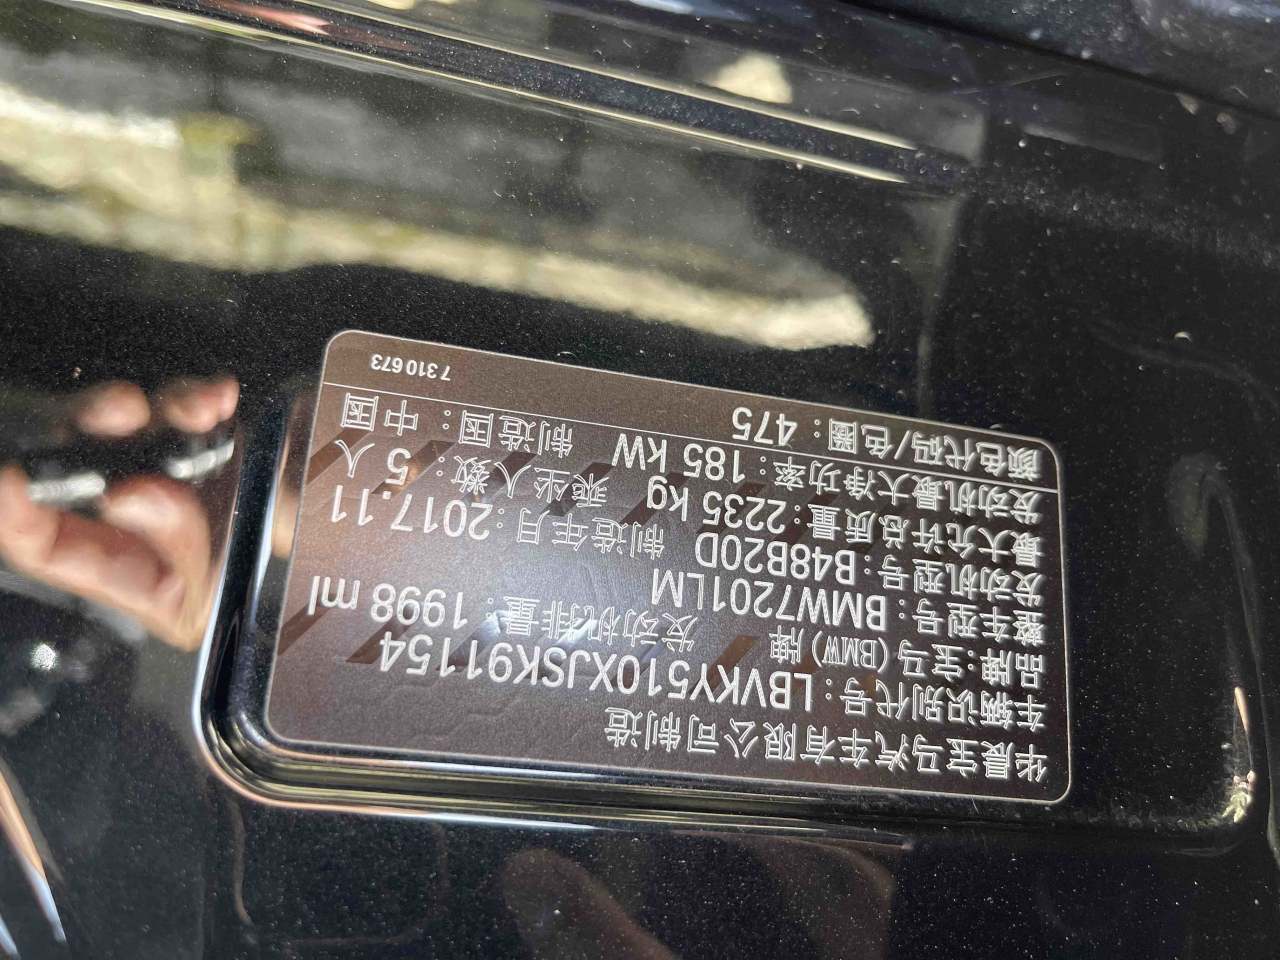 华晨宝马汽车有限公司制造
车辆识别代号：LBVKY510XJSK91154
品牌：宝马(BMW)牌 发动机排量：1998 ml
整车型号：BMW7201LM
发动机型号：B48B20D 制造年月：2017.11
最大允许总质量：2235 kg 乘坐人数：5 人
发动机最大净功率：185 kW 制造国：中国
颜色代码/色圈：475
7 310 673